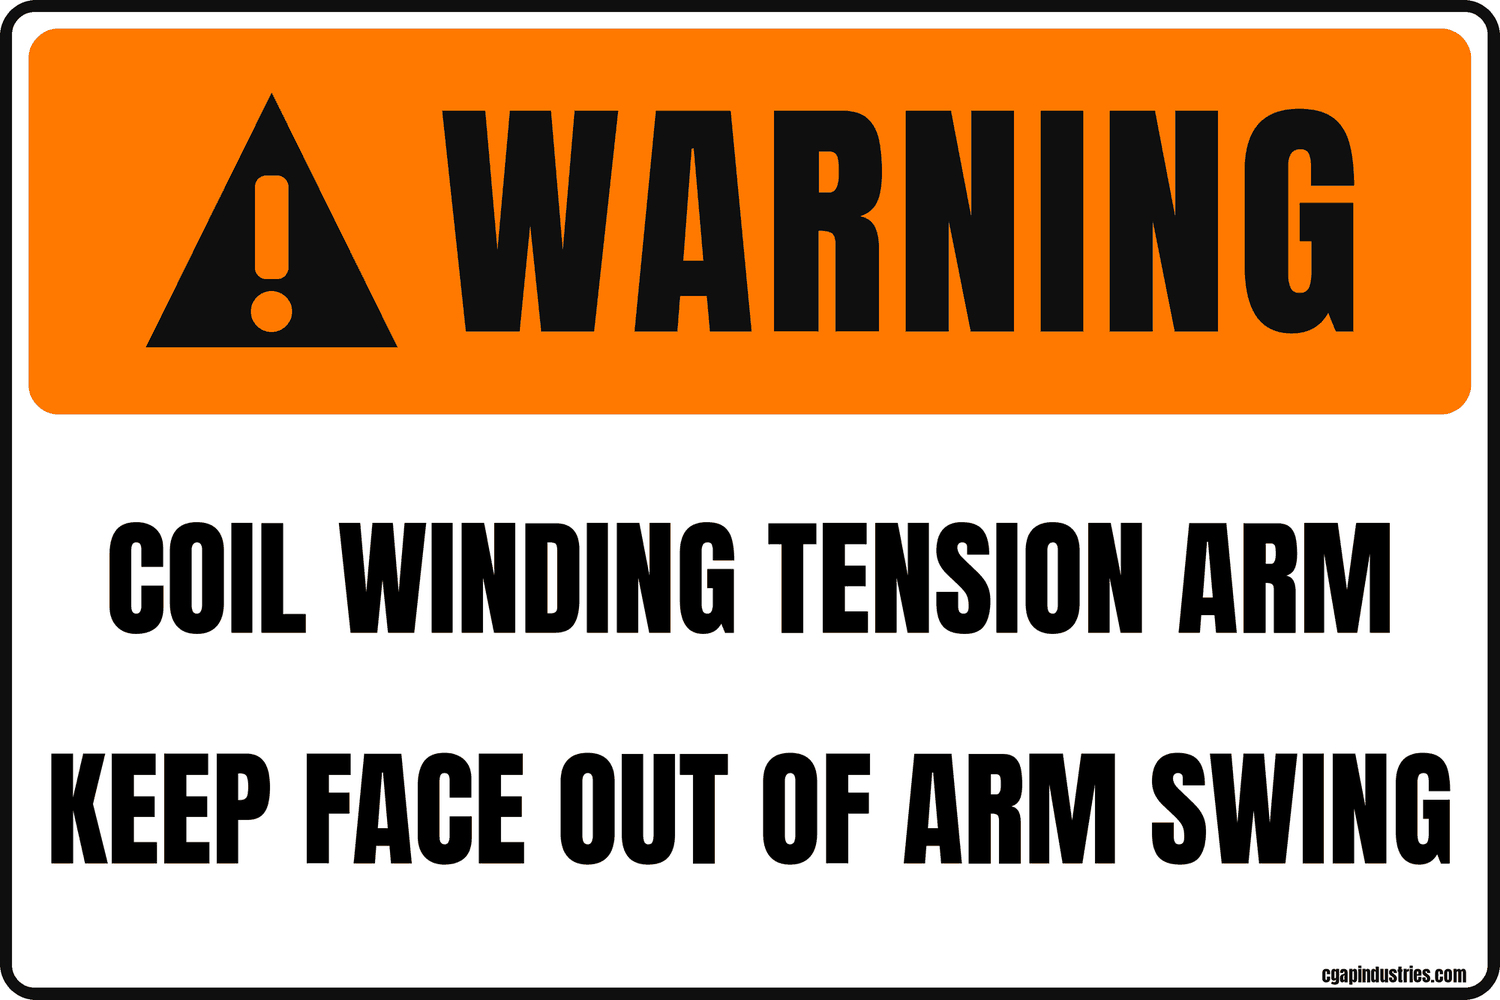 WARNING
COIL WINDING TENSION ARM
KEEP FACE OUT OF ARM SWING
cgapindustries.com